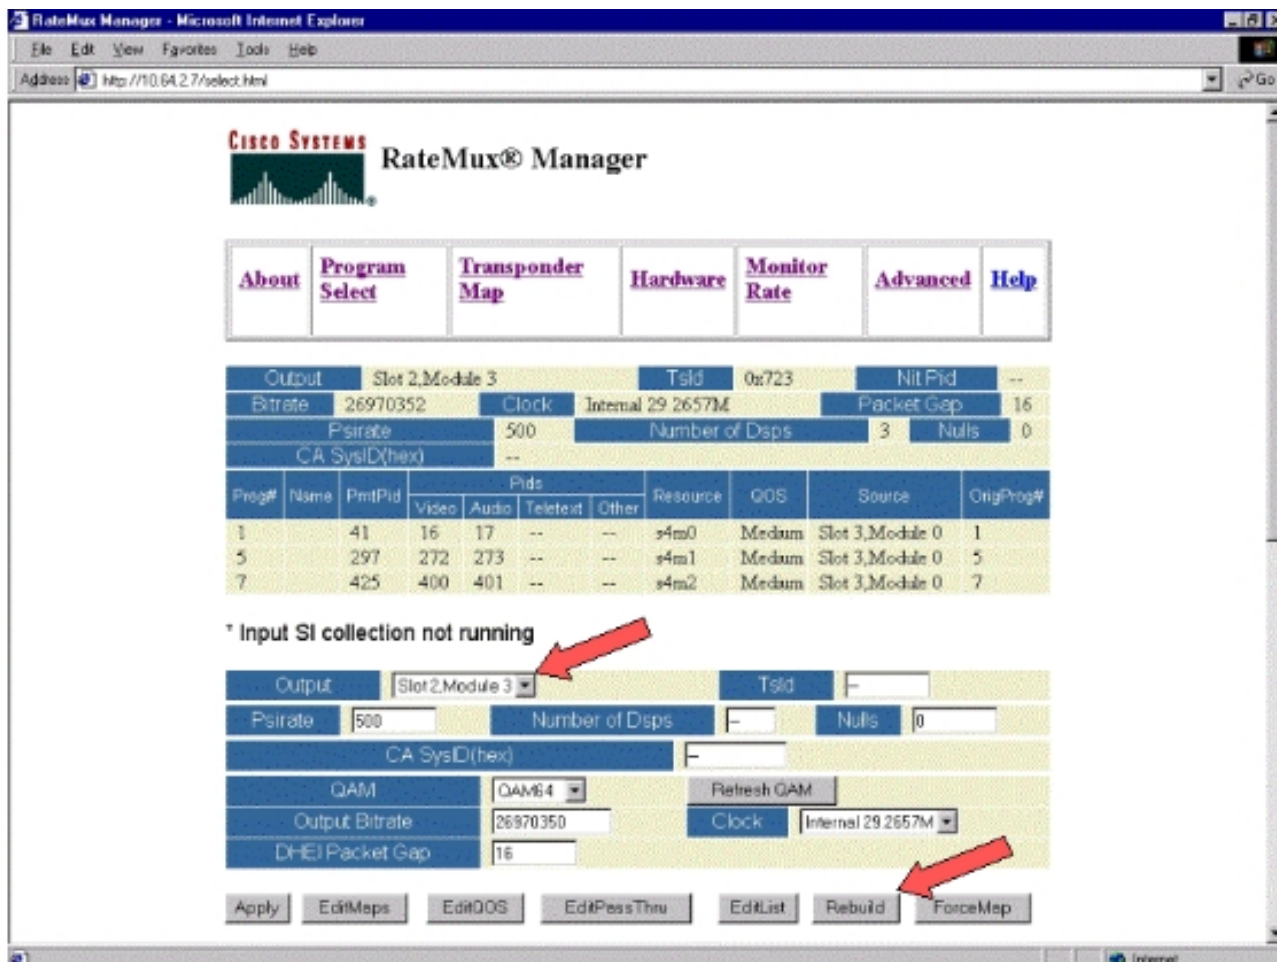 RateMux Manager - Microsoft Internet Explorer
File Edit View Favorites Tools Help
Address http://10.64.2.7/select.html Go
CISCO SYSTEMS
RateMux® Manager
About Program Select Transponder Map Hardware Monitor Rate Advanced Help
Output Slot 2,Module 3 TsId 0x723 Nit Pid --
Bitrate 26970352 Clock Internal 29.2657M Packet Gap 16
Psirate 500 Number of Dsps 3 Nulls 0
CA SysID(hex) --
Prog# Name PmtPid Pids Resource QOS Source OrigProg#
Video Audio Teletext Other
1 41 16 17 -- -- s4m0 Medium Slot 3,Module 0 1
5 297 272 273 -- -- s4m1 Medium Slot 3,Module 0 5
7 425 400 401 -- -- s4m2 Medium Slot 3,Module 0 7
* Input SI collection not running
Output Slot 2,Module 3 TsId --
Psirate 500 Number of Dsps -- Nulls 0
CA SysID(hex) --
QAM QAM64 Refresh QAM
Output Bitrate 26970350 Clock Internal 29.2657M
DHEI Packet Gap 16
Apply EditMaps EditQOS EditPassThru EditList Rebuild ForceMap
Internet